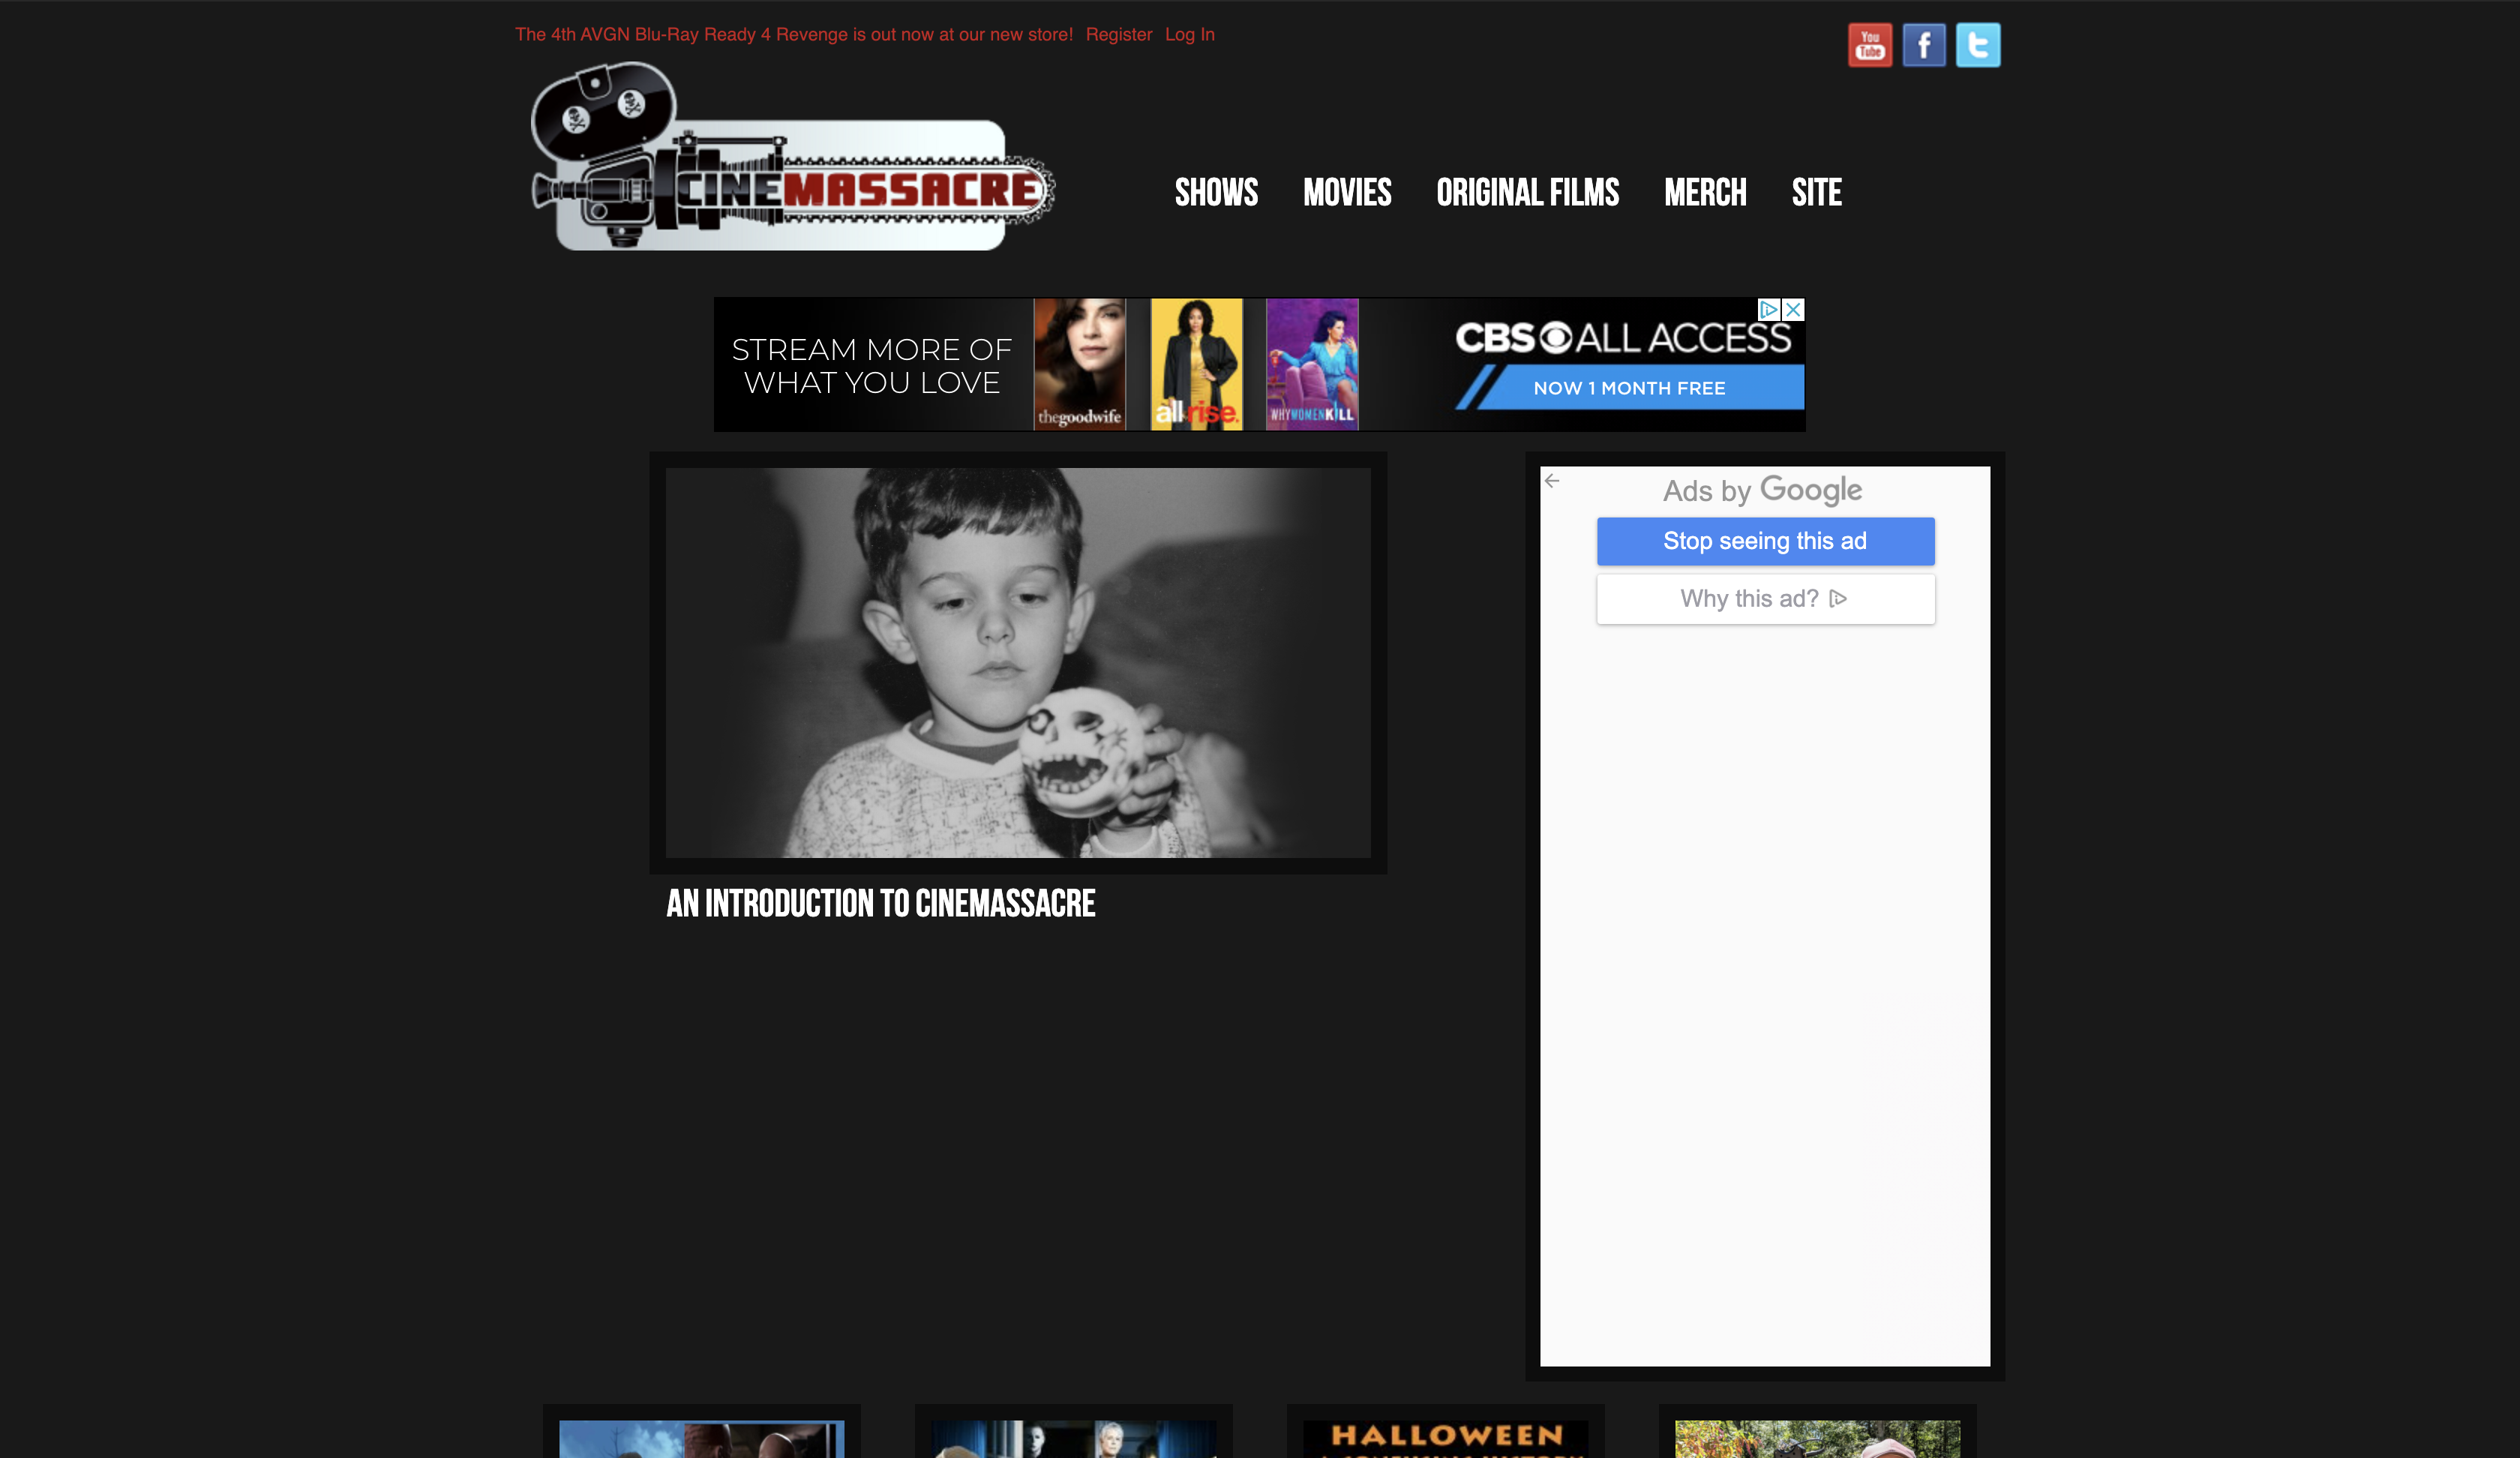 The 4th AVGN Blu-Ray Ready 4 Revenge is out now at our new store! Register Log In
You
Tube
f
t
CINEMASSACRE
SHOWS MOVIES ORIGINAL FILMS MERCH SITE
STREAM MORE OF
WHAT YOU LOVE
thegoodwife
all rise.
WHY WOMEN KILL
CBS ALL ACCESS
NOW 1 MONTH FREE
Ads by Google
Stop seeing this ad
Why this ad?
AN INTRODUCTION TO CINEMASSACRE
HALLOWEEN
A CONFUSING HISTORY